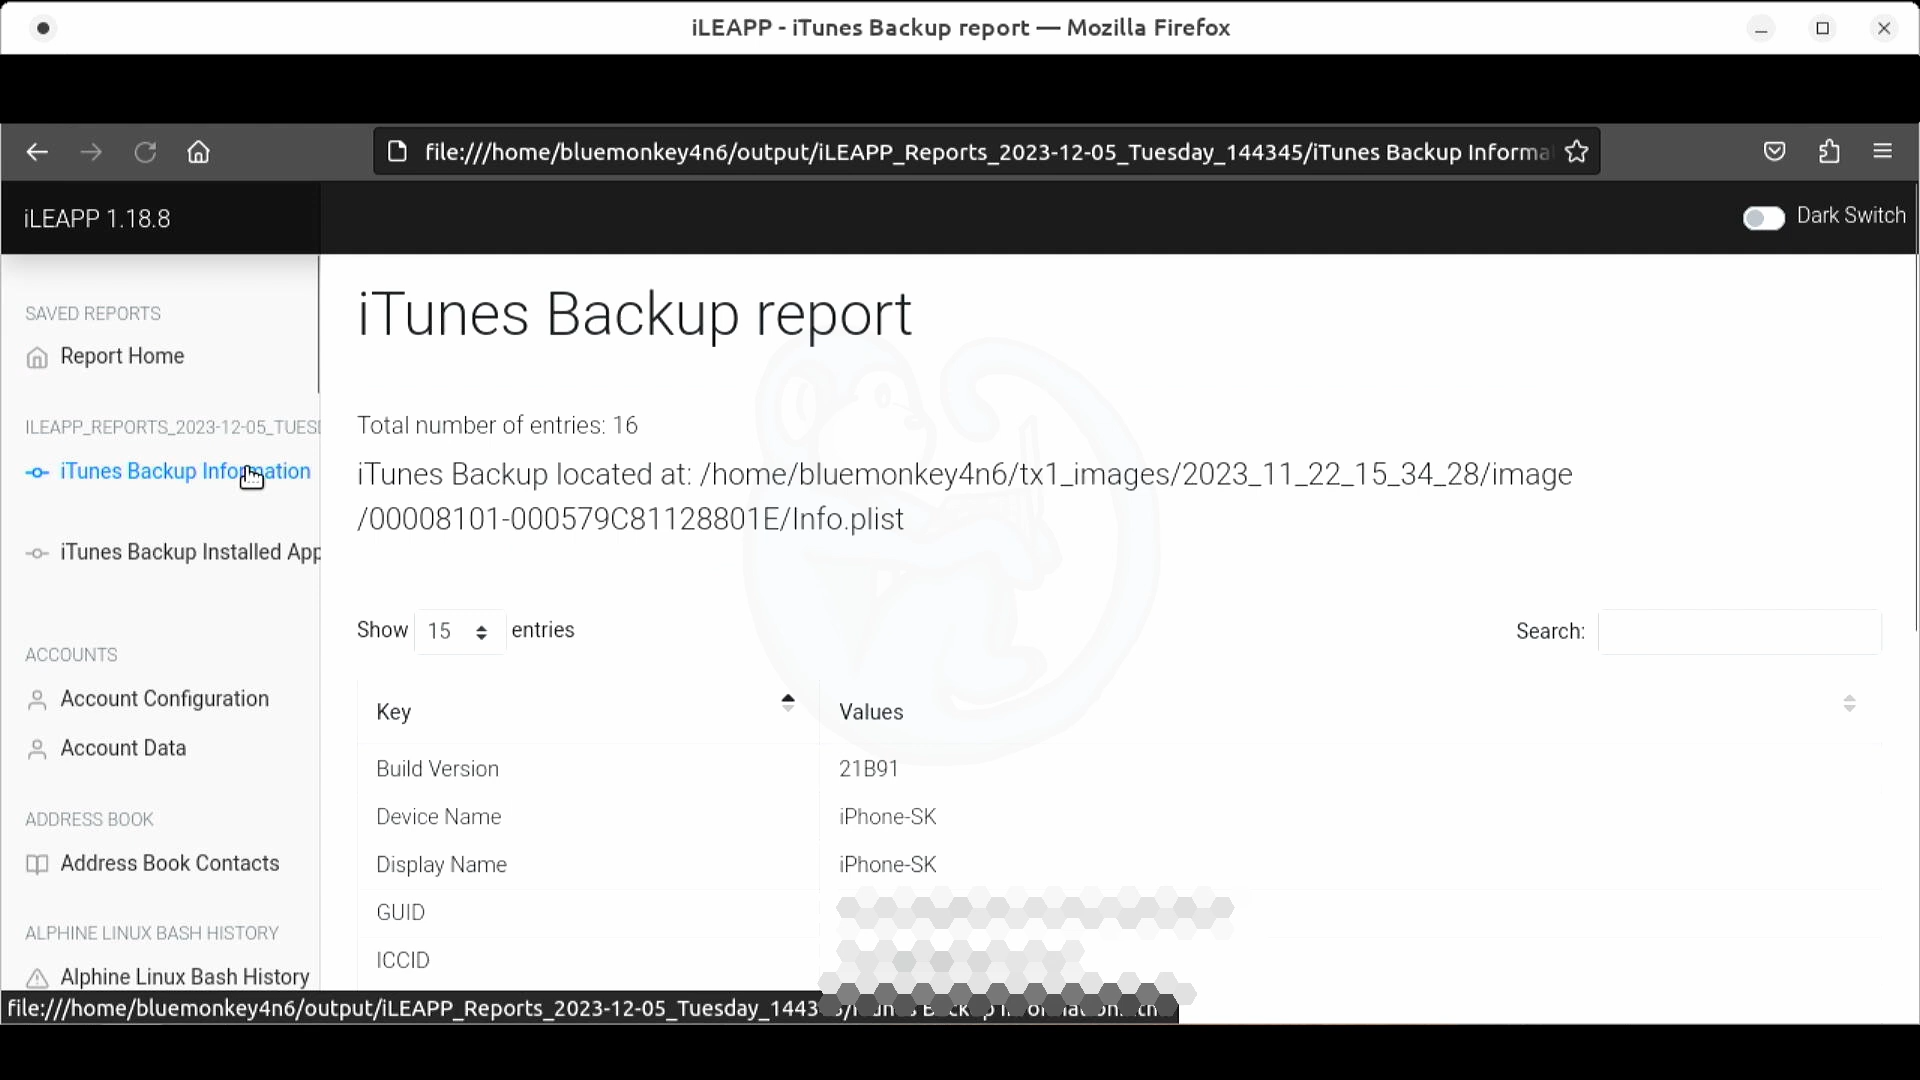 iLEAPP - iTunes Backup report — Mozilla Firefox
file:///home/bluemonkey4n6/output/iLEAPP_Reports_2023-12-05_Tuesday_144345/iTunes Backup Informa
iLEAPP 1.18.8
Dark Switch
SAVED REPORTS
Report Home
ILEAPP_REPORTS_2023-12-05_TUES
iTunes Backup Information
iTunes Backup Installed App
ACCOUNTS
Account Configuration
Account Data
ADDRESS BOOK
Address Book Contacts
ALPHINE LINUX BASH HISTORY
Alphine Linux Bash History
iTunes Backup report
Total number of entries: 16
iTunes Backup located at: /home/bluemonkey4n6/tx1_images/2023_11_22_15_34_28/image
/00008101-000579C81128801E/Info.plist
Show 15 entries
Search:
Key Values
Build Version 21B91
Device Name iPhone-SK
Display Name iPhone-SK
GUID
ICCID
file:///home/bluemonkey4n6/output/iLEAPP_Reports_2023-12-05_Tuesday_1443